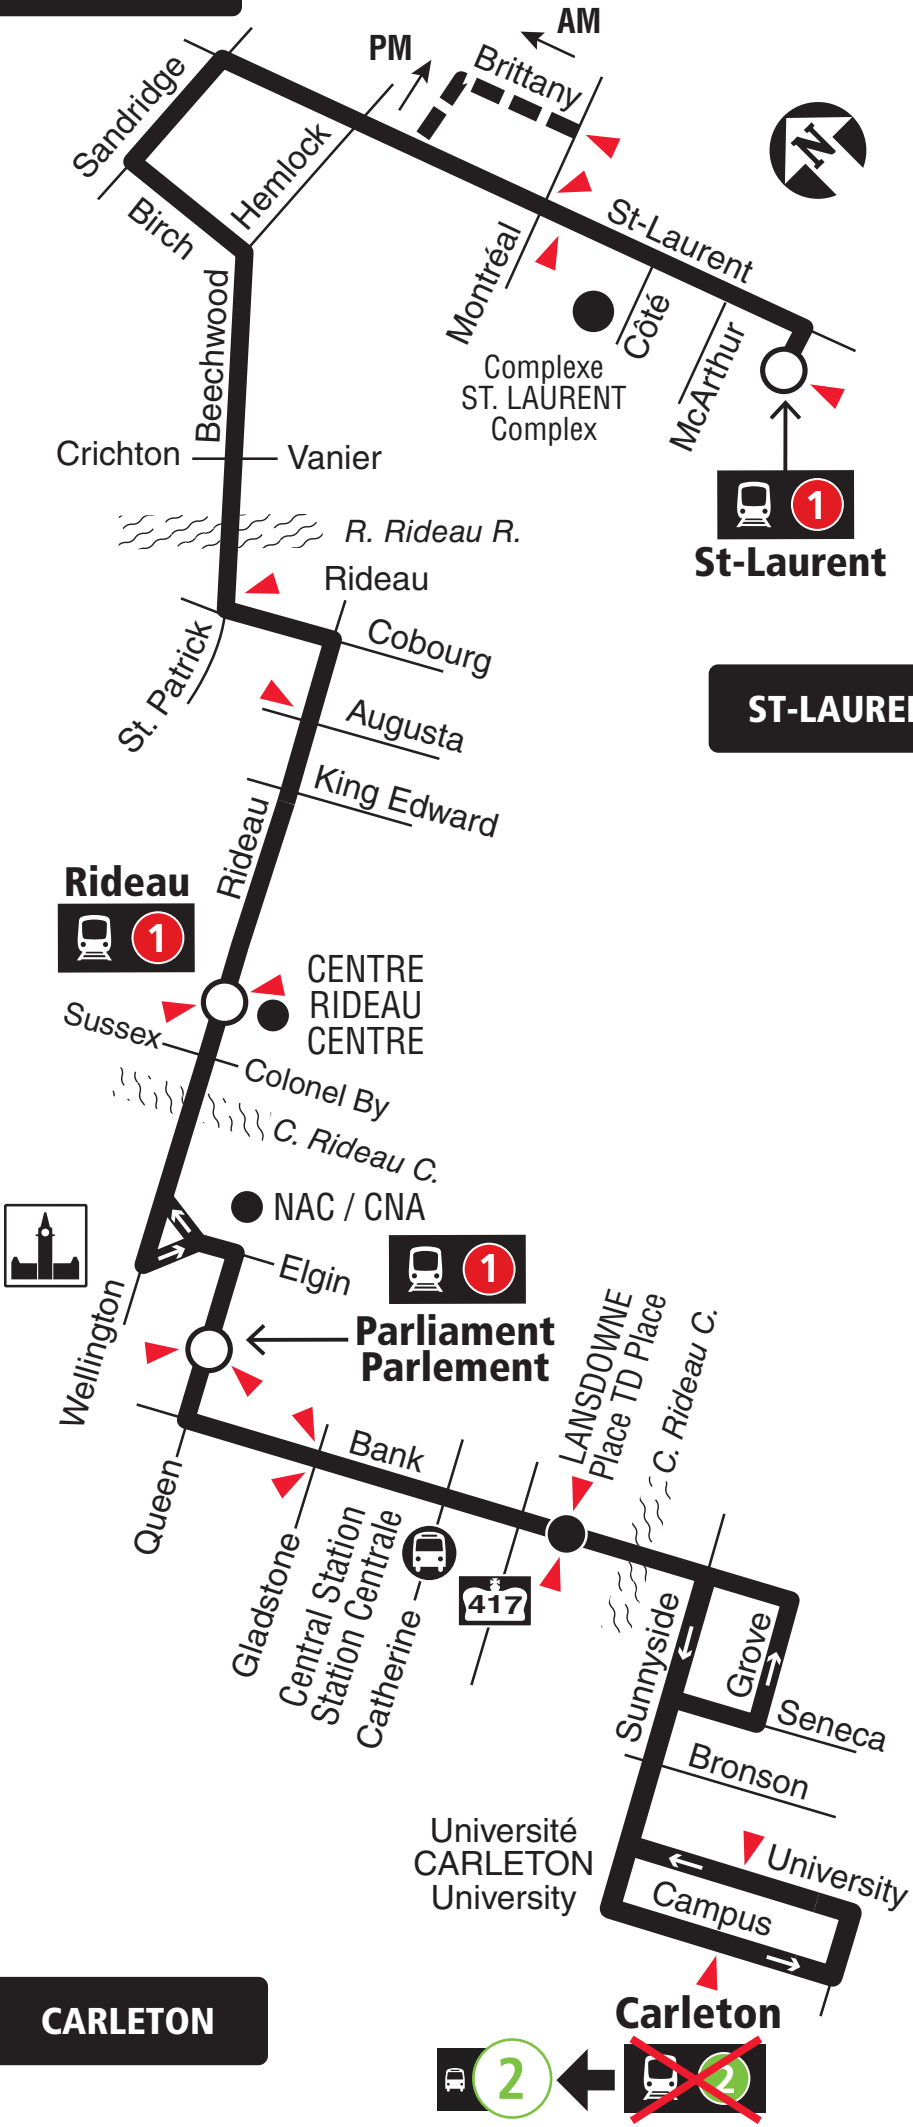 AM
PM
Brittany
Sandridge
Hemlock
N
Birch
St-Laurent
Montréal
Beechwood
Côté
McArthur
Complexe
ST. LAURENT
Complex
Crichton
Vanier
1
St-Laurent
R. Rideau R.
Rideau
Cobourg
St. Patrick
Augusta
ST-LAURE
King Edward
Rideau
Rideau
1
CENTRE
RIDEAU
CENTRE
Sussex
Colonel By
C. Rideau C.
NAC / CNA
Elgin
1
Parliament
Parlement
Wellington
LANSDOWNE
Place TD Place
C. Rideau C.
Bank
Queen
Gladstone
Central Station
Station Centrale
Catherine
417
Sunnyside
Grove
Seneca
Bronson
Université
CARLETON
University
University
Campus
CARLETON
Carleton
2
2